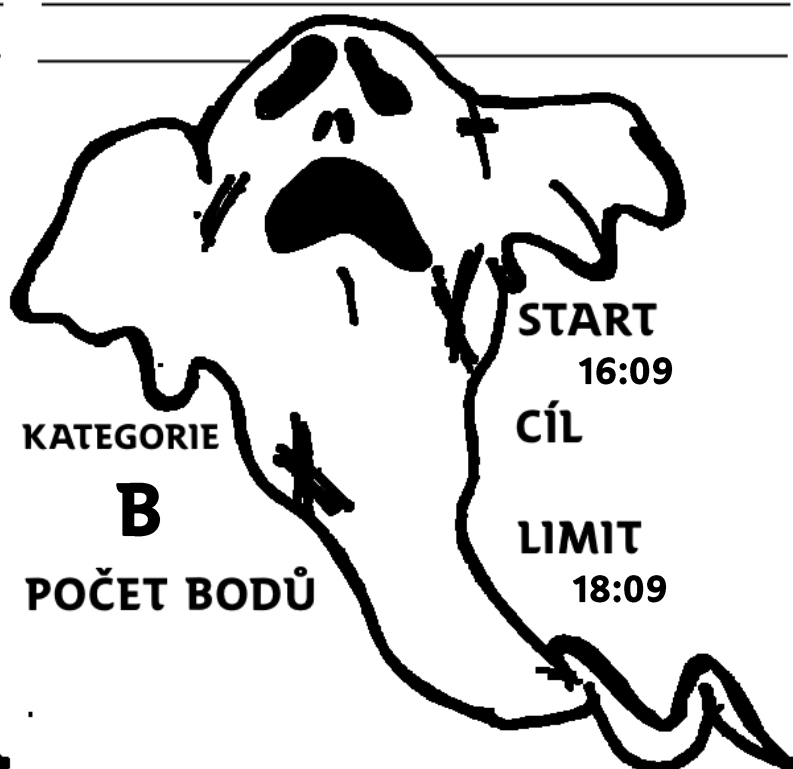 START
16:09
CÍL
KATEGORIE
B
LIMIT
18:09
POČET BODŮ